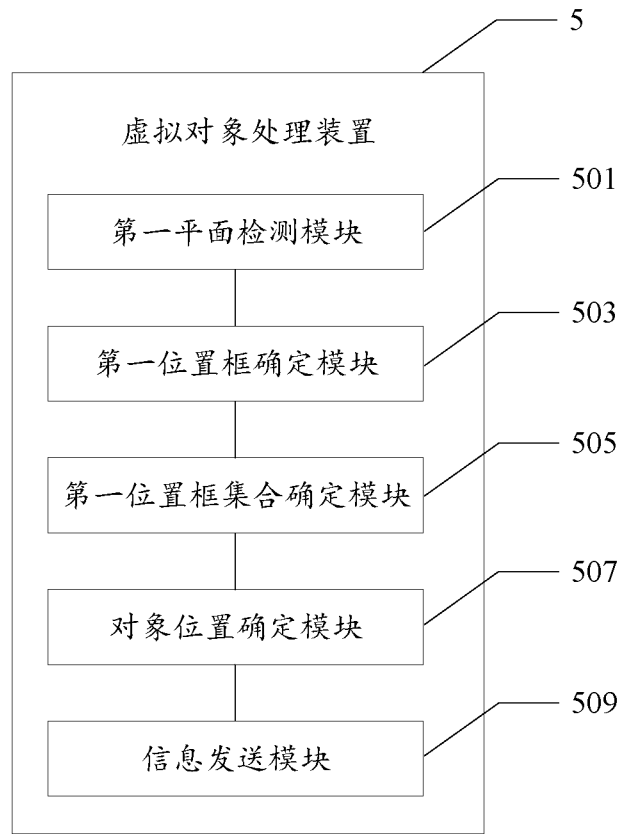 5
虚拟对象处理装置
501
第一平面检测模块
503
第一位置框确定模块
505
第一位置框集合确定模块
507
对象位置确定模块
509
信息发送模块